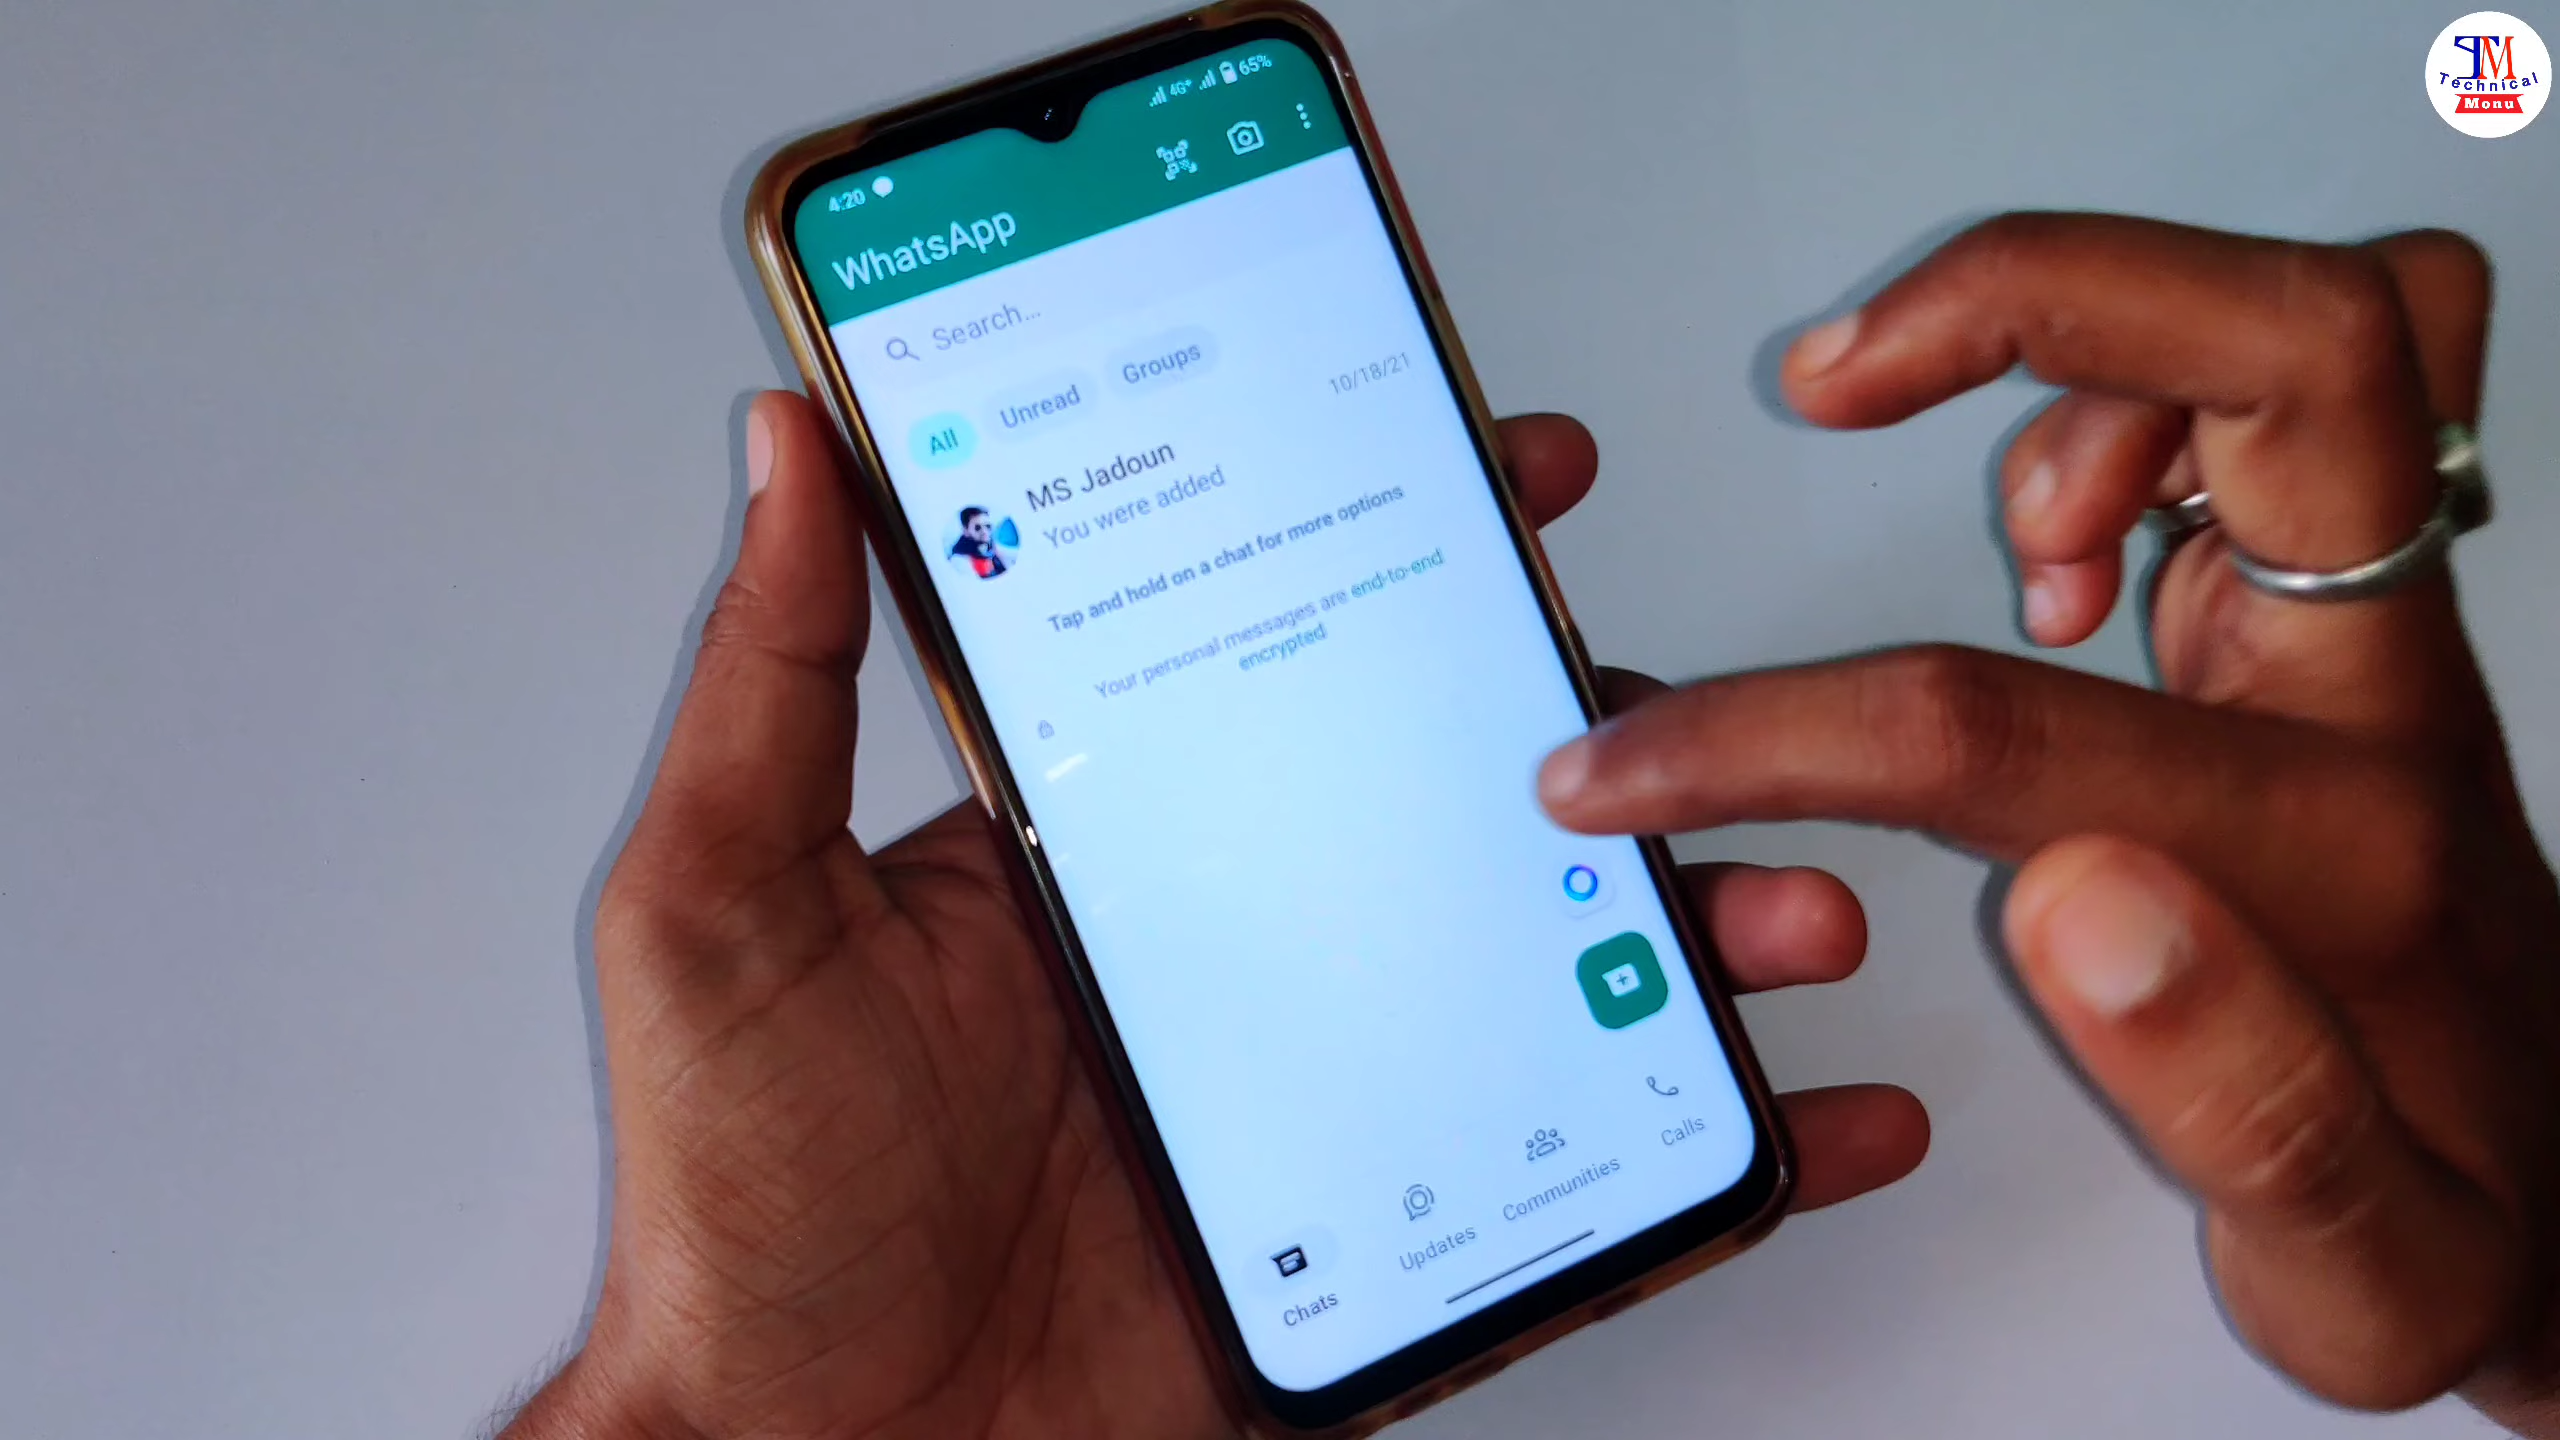 TM
Technical
Monu
4:20
4G+
65%
WhatsApp
Search...
All
Unread
Groups
MS Jadoun
10/18/21
You were added
Tap and hold on a chat for more options
Your personal messages are end-to-end
encrypted
Chats
Updates
Communities
Calls